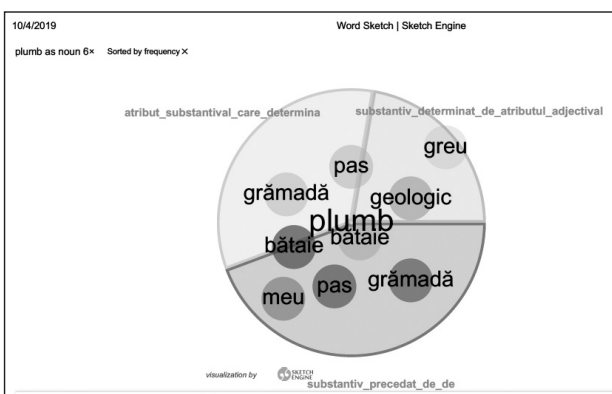 10/4/2019 Word Sketch | Sketch Engine
plumb as noun 6× Sorted by frequency ✕
atribut_substantival_care_determina substantiv_determinat_de_atributul_adjectival
greu
pas
grămadă geologic
plumb
bătaie bătaie
meu pas grămadă
visualization by SKETCH ENGINE
substantiv_precedat_de_de